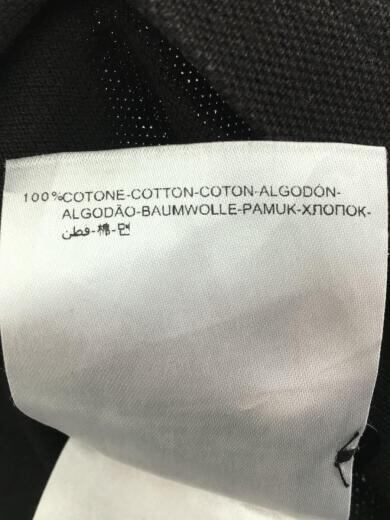 100%COTONE-COTTON-COTON-ALGODÓN-
ALGODÃO-BAUMWOLLE-PAMUK-ХЛОПОК-
قطن-棉-면